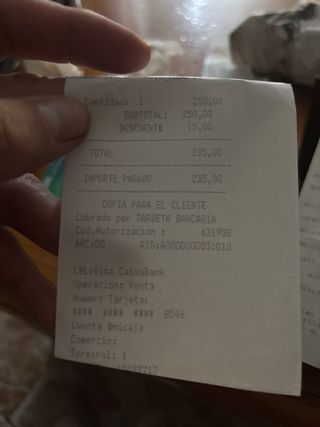 Cantidad: 1 250,00
SUBTOTAL: 250,00
DESCUENTO 15,00
TOTAL 235,00
IMPORTE PAGADO 235,00
COPIA PARA EL CLIENTE
Cobrado por TARJETA BANCARIA
Cod.Autorizacion : 631908
ARC:00 AID:A0000000031010
LBL:Visa CaixaBank
Operacion: Venta
Numero Tarjeta:
**** **** **** 8546
Cuenta Unicaja
Comercio:
Terminal: 1